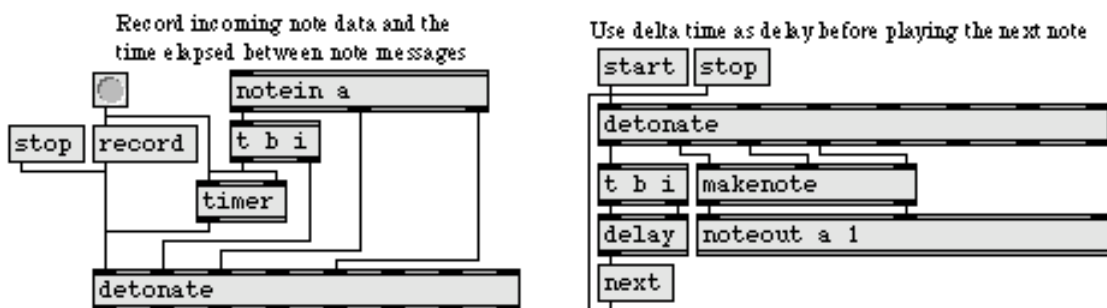 Record incoming note data and the
time elapsed between note messages
notein a
stop
record
t b i
timer
detonate
Use delta time as delay before playing the next note
start
stop
detonate
t b i
makenote
delay
noteout a 1
next